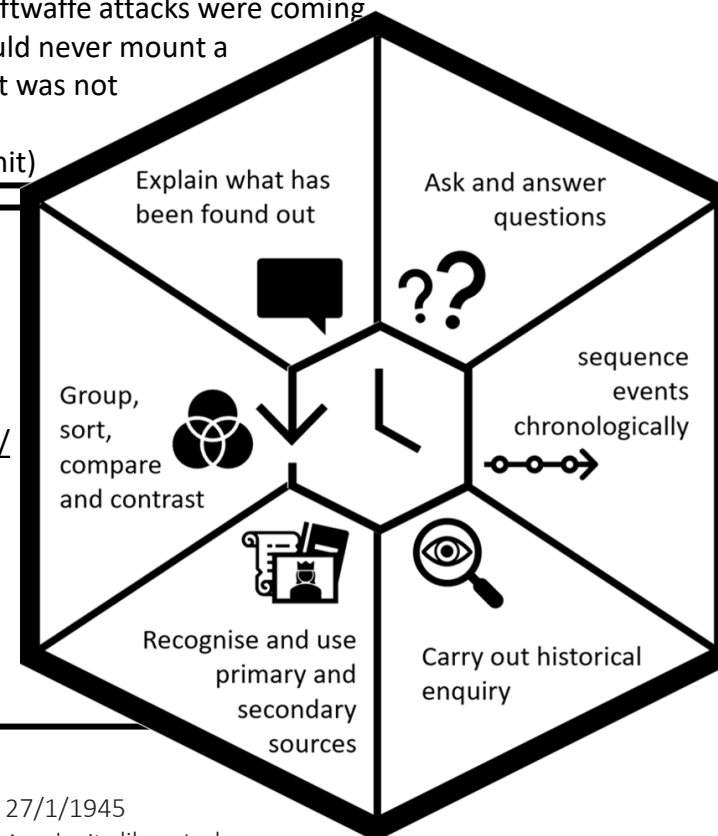 ftwaffe attacks were coming
uld never mount a
t was not
nit)
Explain what has
been found out
Ask and answer
questions
??
sequence
events
chronologically
Group,
sort,
compare
and contrast
/
Recognise and use
primary and
secondary
sources
Carry out historical
enquiry
27/1/1945